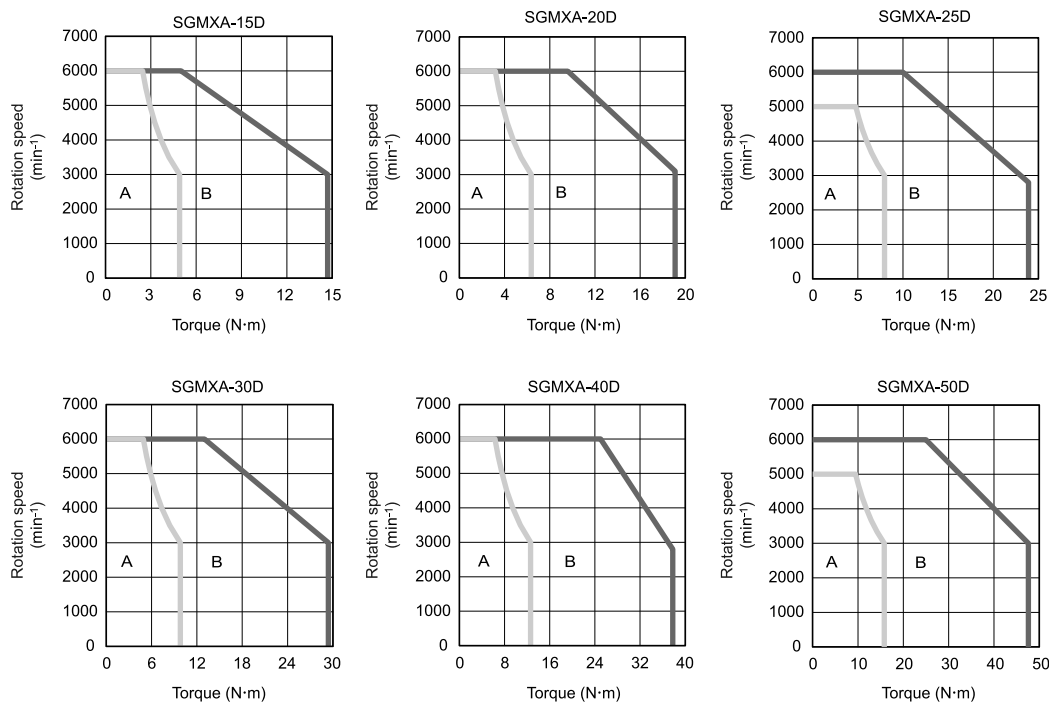 SGMXA-15D
7000
6000
5000
4000
3000
2000
1000
0
Rotation speed
(min-1)
A
B
0 3 6 9 12 15
Torque (N·m)
SGMXA-20D
7000
6000
5000
4000
3000
2000
1000
0
Rotation speed
(min-1)
A
B
0 4 8 12 16 20
Torque (N·m)
SGMXA-25D
7000
6000
5000
4000
3000
2000
1000
0
Rotation speed
(min-1)
A
B
0 5 10 15 20 25
Torque (N·m)
SGMXA-30D
7000
6000
5000
4000
3000
2000
1000
0
Rotation speed
(min-1)
A
B
0 6 12 18 24 30
Torque (N·m)
SGMXA-40D
7000
6000
5000
4000
3000
2000
1000
0
Rotation speed
(min-1)
A
B
0 8 16 24 32 40
Torque (N·m)
SGMXA-50D
7000
6000
5000
4000
3000
2000
1000
0
Rotation speed
(min-1)
A
B
0 10 20 30 40 50
Torque (N·m)